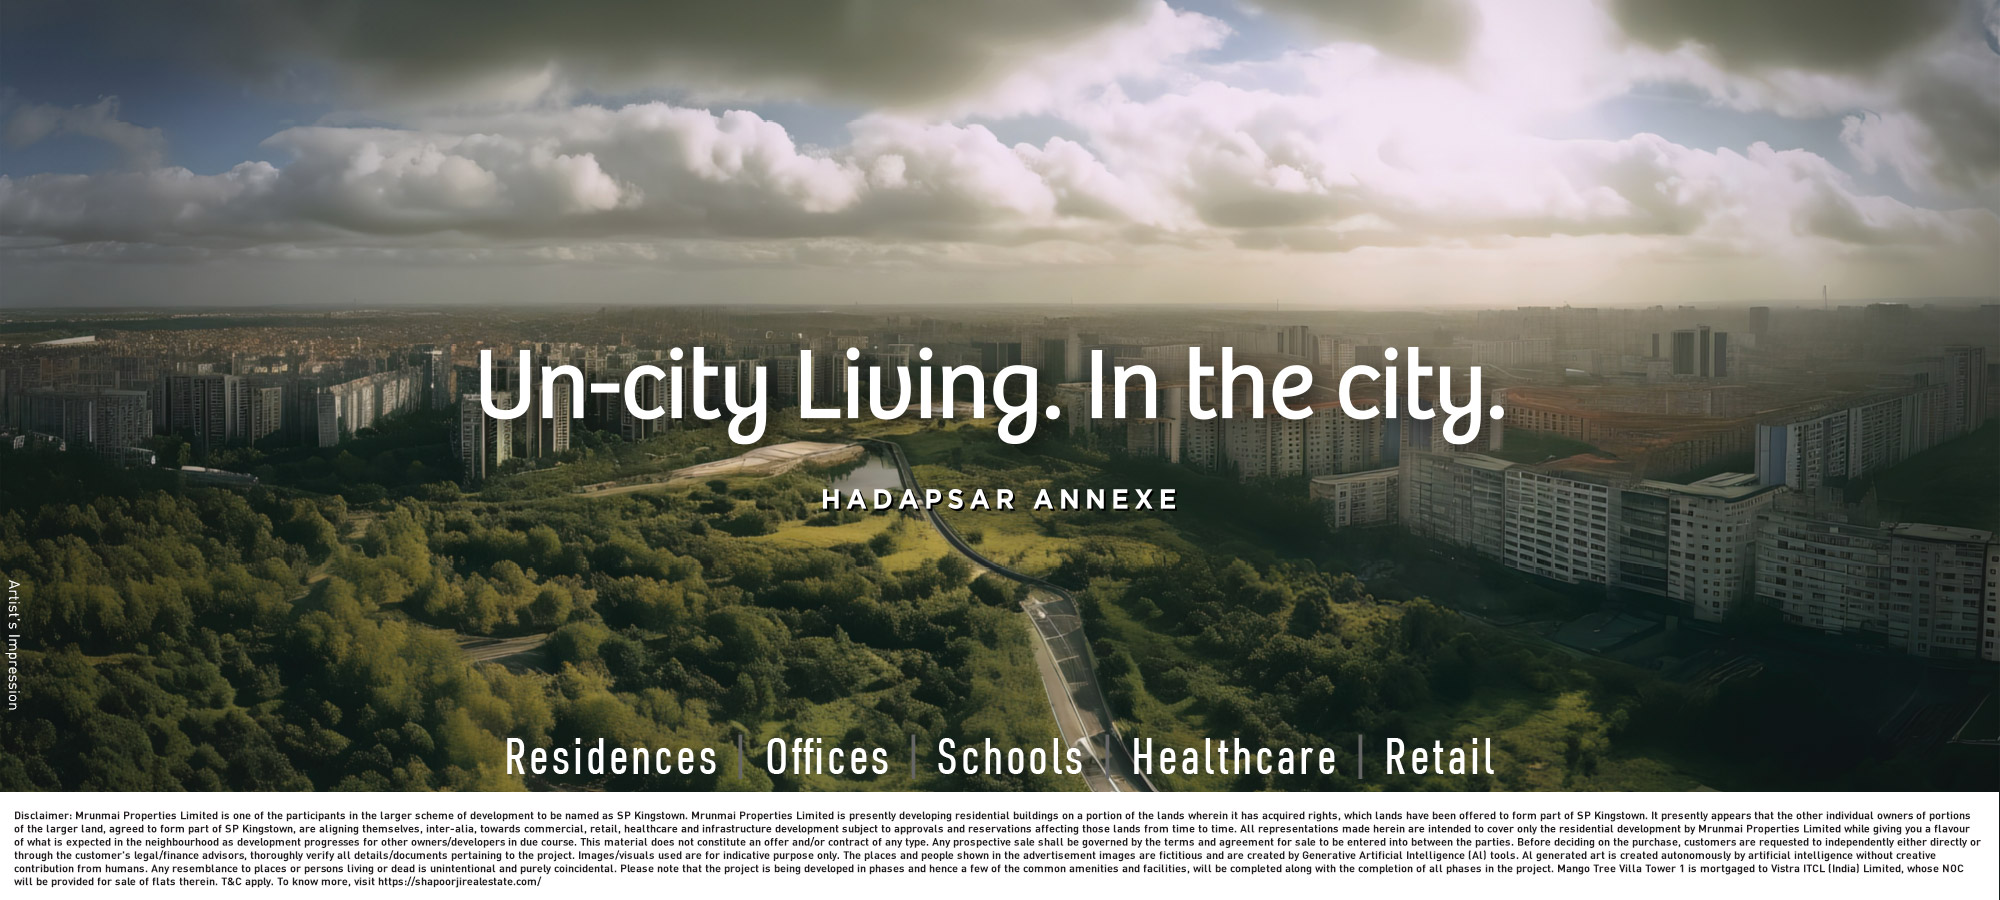 Un-city Living. In the city.
HADAPSAR ANNEXE
Artist's Impression
Residences | Offices | Schools | Healthcare | Retail
Disclaimer: Mrunmai Properties Limited is one of the participants in the larger scheme of development to be named as SP Kingstown. Mrunmai Properties Limited is presently developing residential buildings on a portion of the lands wherein it has acquired rights, which lands have been offered to form part of SP Kingstown. It presently appears that the other individual owners of portions
of the larger land, agreed to form part of SP Kingstown, are aligning themselves, inter-alia, towards commercial, retail, healthcare and infrastructure development subject to approvals and reservations affecting those lands from time to time. All representations made herein are intended to cover only the residential development by Mrunmai Properties Limited while giving you a flavour
of what is expected in the neighbourhood as development progresses for other owners/developers in due course. This material does not constitute an offer and/or contract of any type. Any prospective sale shall be governed by the terms and agreement for sale to be entered into between the parties. Before deciding on the purchase, customers are requested to independently either directly or
through the customer's legal/finance advisors, thoroughly verify all details/documents pertaining to the project. Images/visuals used are for indicative purpose only. The places and people shown in the advertisement images are fictitious and are created by Generative Artificial Intelligence (AI) tools. AI generated art is created autonomously by artificial intelligence without creative
contribution from humans. Any resemblance to places or persons living or dead is unintentional and purely coincidental. Please note that the project is being developed in phases and hence a few of the common amenities and facilities, will be completed along with the completion of all phases in the project. Mango Tree Villa Tower 1 is mortgaged to Vistra ITCL (India) Limited, whose NOC
will be provided for sale of flats therein. T&C apply. To know more, visit https://shapoorjirealestate.com/